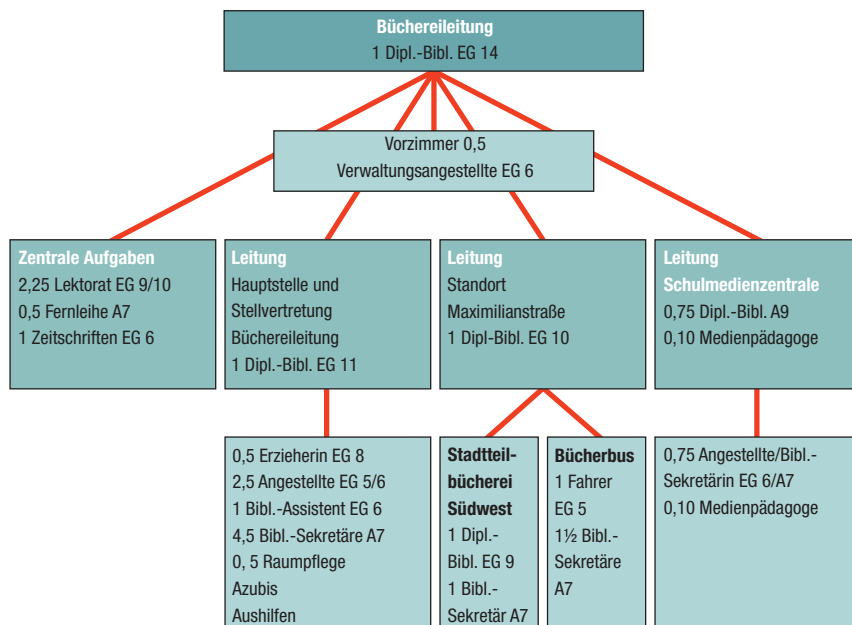 Büchereileitung
1 Dipl.-Bibl. EG 14
Vorzimmer 0,5
Verwaltungsangestellte EG 6
Zentrale Aufgaben
2,25 Lektorat EG 9/10
0,5 Fernleihe A7
1 Zeitschriften EG 6
Leitung
Hauptstelle und
Stellvertretung
Büchereileitung
1 Dipl.-Bibl. EG 11
Leitung
Standort
Maximilianstraße
1 Dipl-Bibl. EG 10
Leitung
Schulmedienzentrale
0,75 Dipl.-Bibl. A9
0,10 Medienpädagoge
0,5 Erzieherin EG 8
2,5 Angestellte EG 5/6
1 Bibl.-Assistent EG 6
4,5 Bibl.-Sekretäre A7
0, 5 Raumpflege
Azubis
Aushilfen
Stadtteil-
bücherei
Südwest
1 Dipl.-
Bibl. EG 9
1 Bibl.-
Sekretär A7
Bücherbus
1 Fahrer
EG 5
1½ Bibl.-
Sekretäre
A7
0,75 Angestellte/Bibl.-
Sekretärin EG 6/A7
0,10 Medienpädagoge